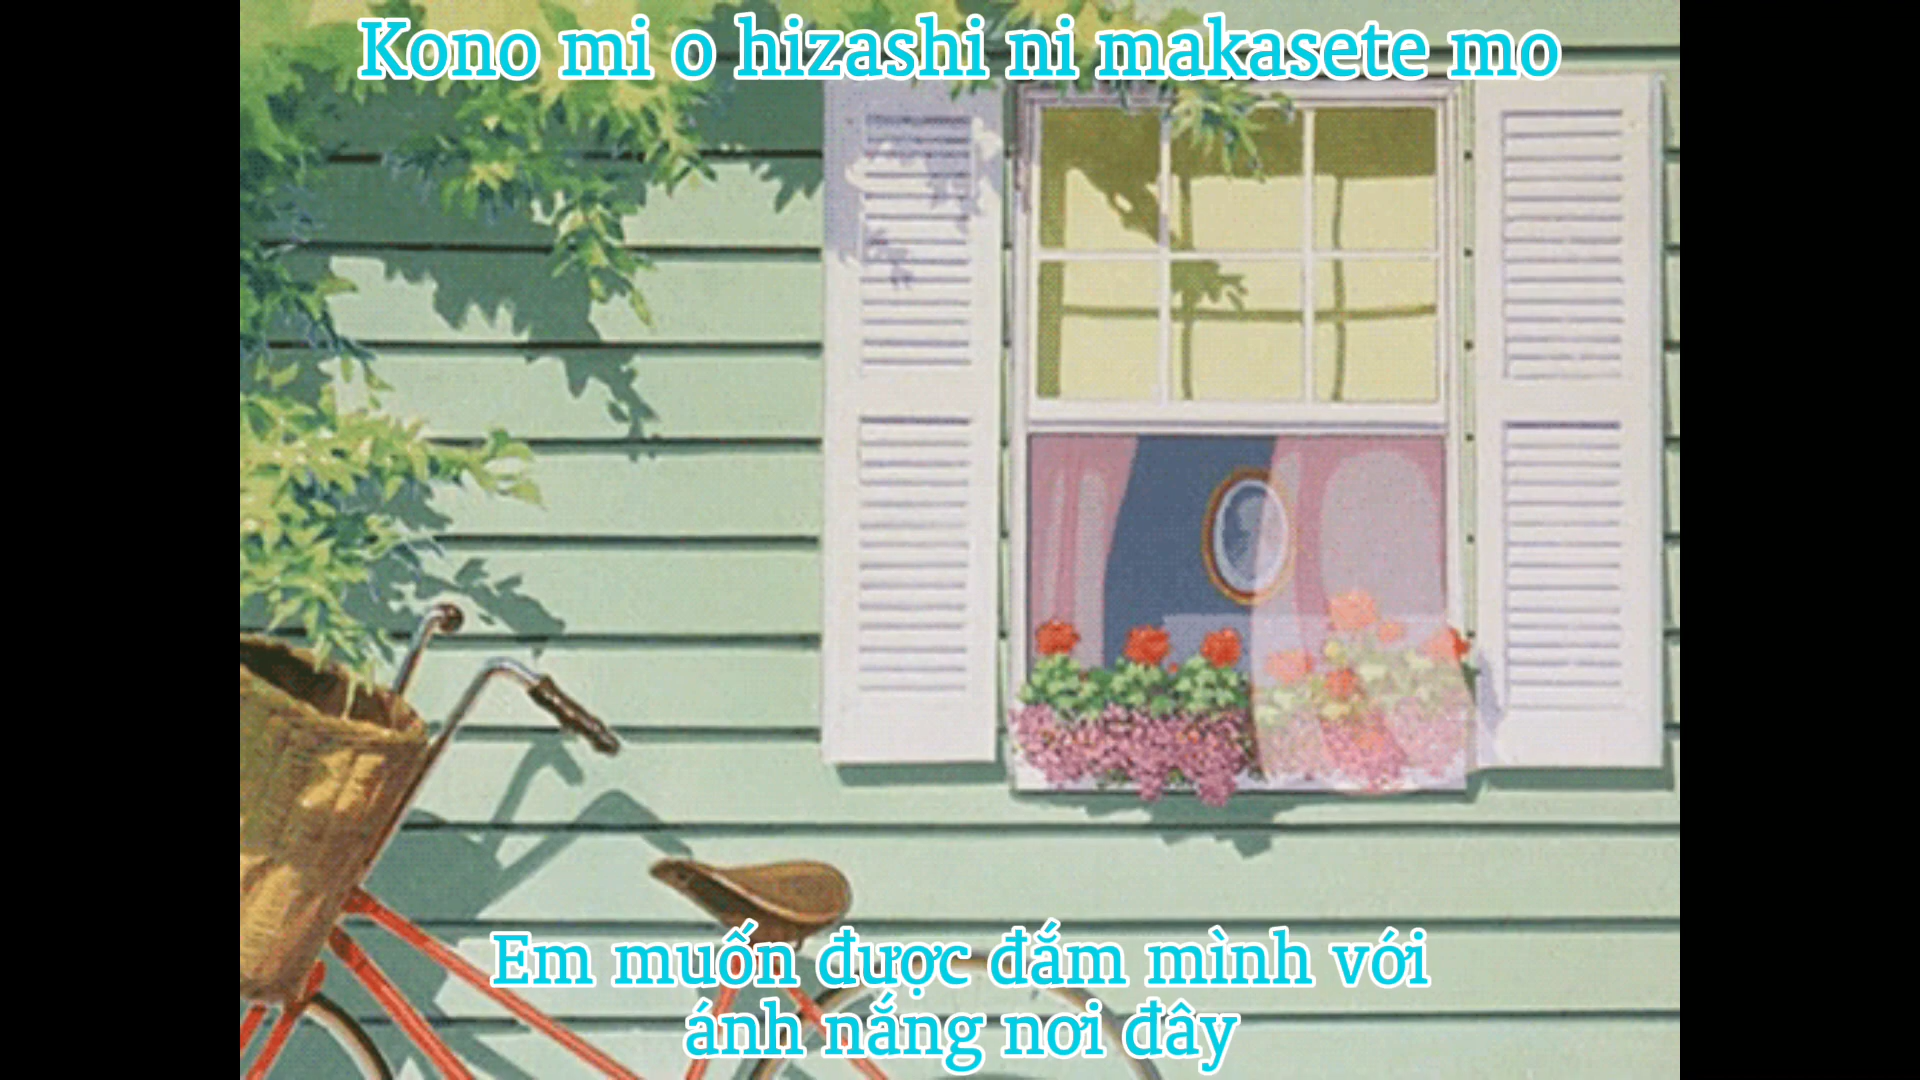 Kono mi o hizashi ni makasete mo
Em muốn được đắm mình với
ánh nắng nơi đây